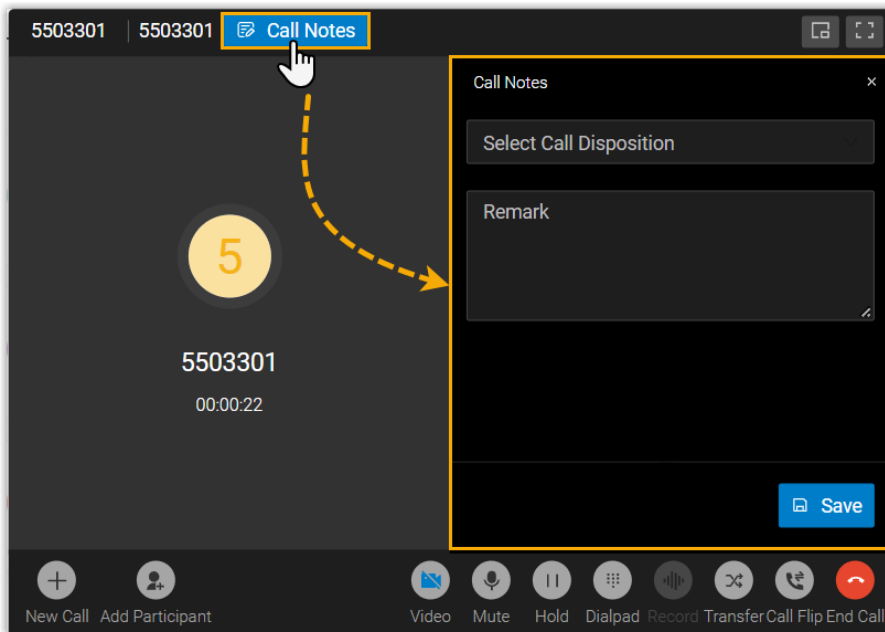 5503301 5503301 Call Notes
Call Notes
Select Call Disposition
Remark
5
5503301
00:00:22
Save
New Call Add Participant Video Mute Hold Dialpad Record Transfer Call Flip End Call